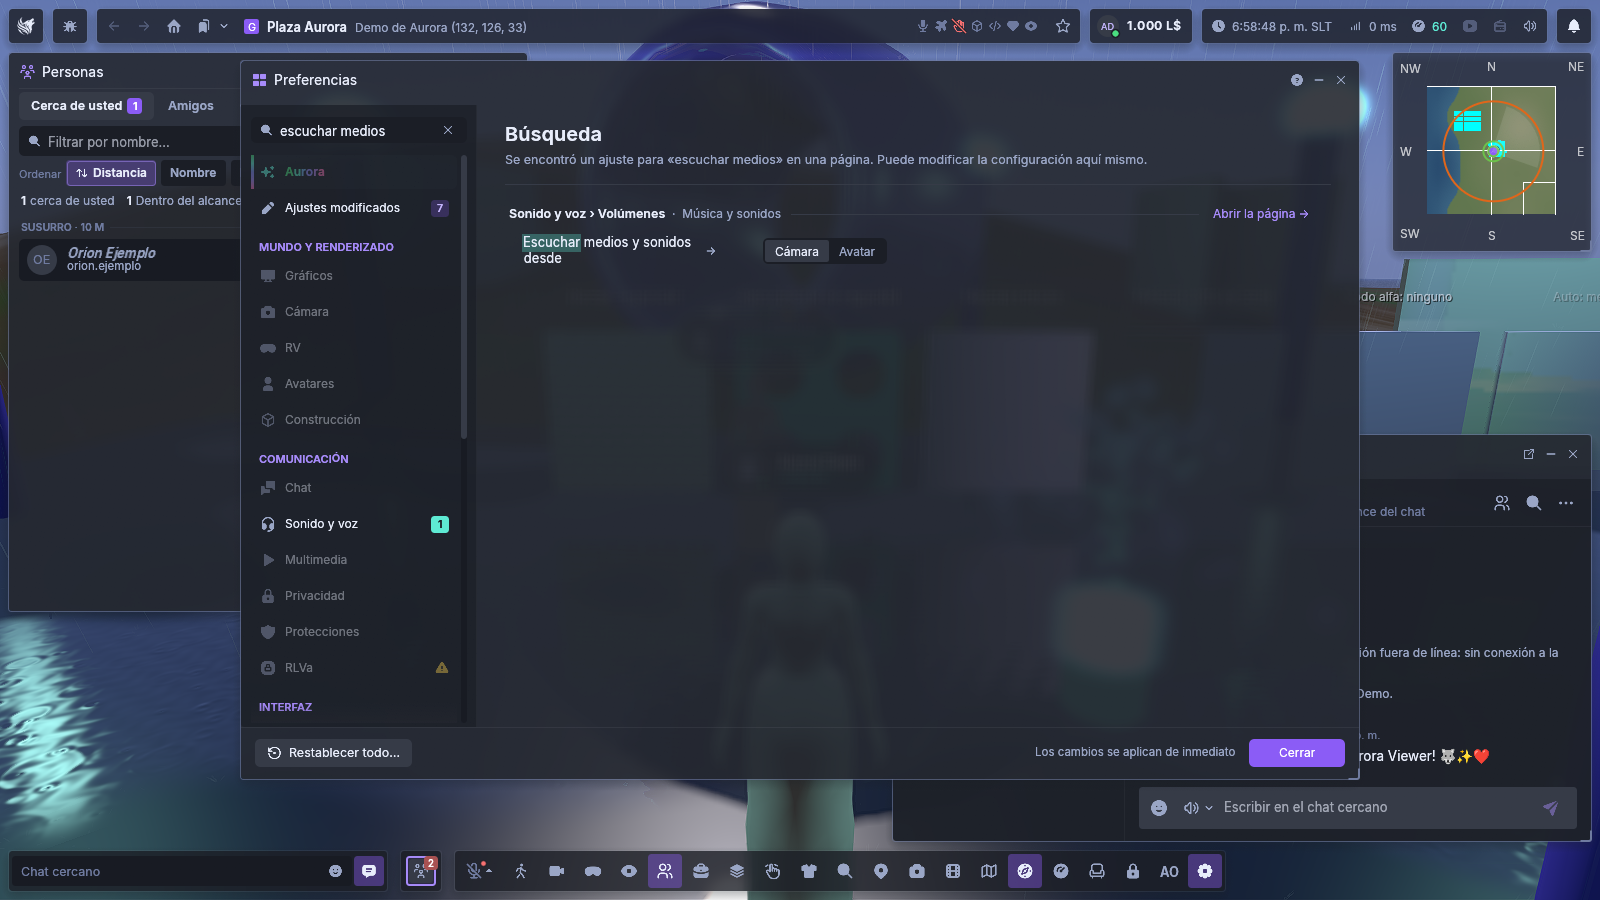 Plaza Aurora Demo de Aurora (132, 126, 33)
AD 1.000 L$
6:58:48 p. m. SLT 0 ms 60
Personas
Cerca de usted 1 Amigos
Filtrar por nombre...
Ordenar Distancia Nombre
1 cerca de usted 1 Dentro del alcance
SUSURRO · 10 M
OE Orion Ejemplo
orion.ejemplo
Preferencias
escuchar medios
Aurora
Ajustes modificados 7
MUNDO Y RENDERIZADO
Gráficos
Cámara
RV
Avatares
Construcción
COMUNICACIÓN
Chat
Sonido y voz 1
Multimedia
Privacidad
Protecciones
RLVa
INTERFAZ
Búsqueda
Se encontró un ajuste para «escuchar medios» en una página. Puede modificar la configuración aquí mismo.
Sonido y voz › Volúmenes · Música y sonidos Abrir la página →
Escuchar medios y sonidos desde → Cámara Avatar
Restablecer todo...
Los cambios se aplican de inmediato Cerrar
NW N NE
W E
SW S SE
do alfa: ninguno Auto: m
nce del chat
ión fuera de línea: sin conexión a la
Demo.
. m.
rora Viewer! 🐺✨❤️
Escribir en el chat cercano
Chat cercano
2
AO